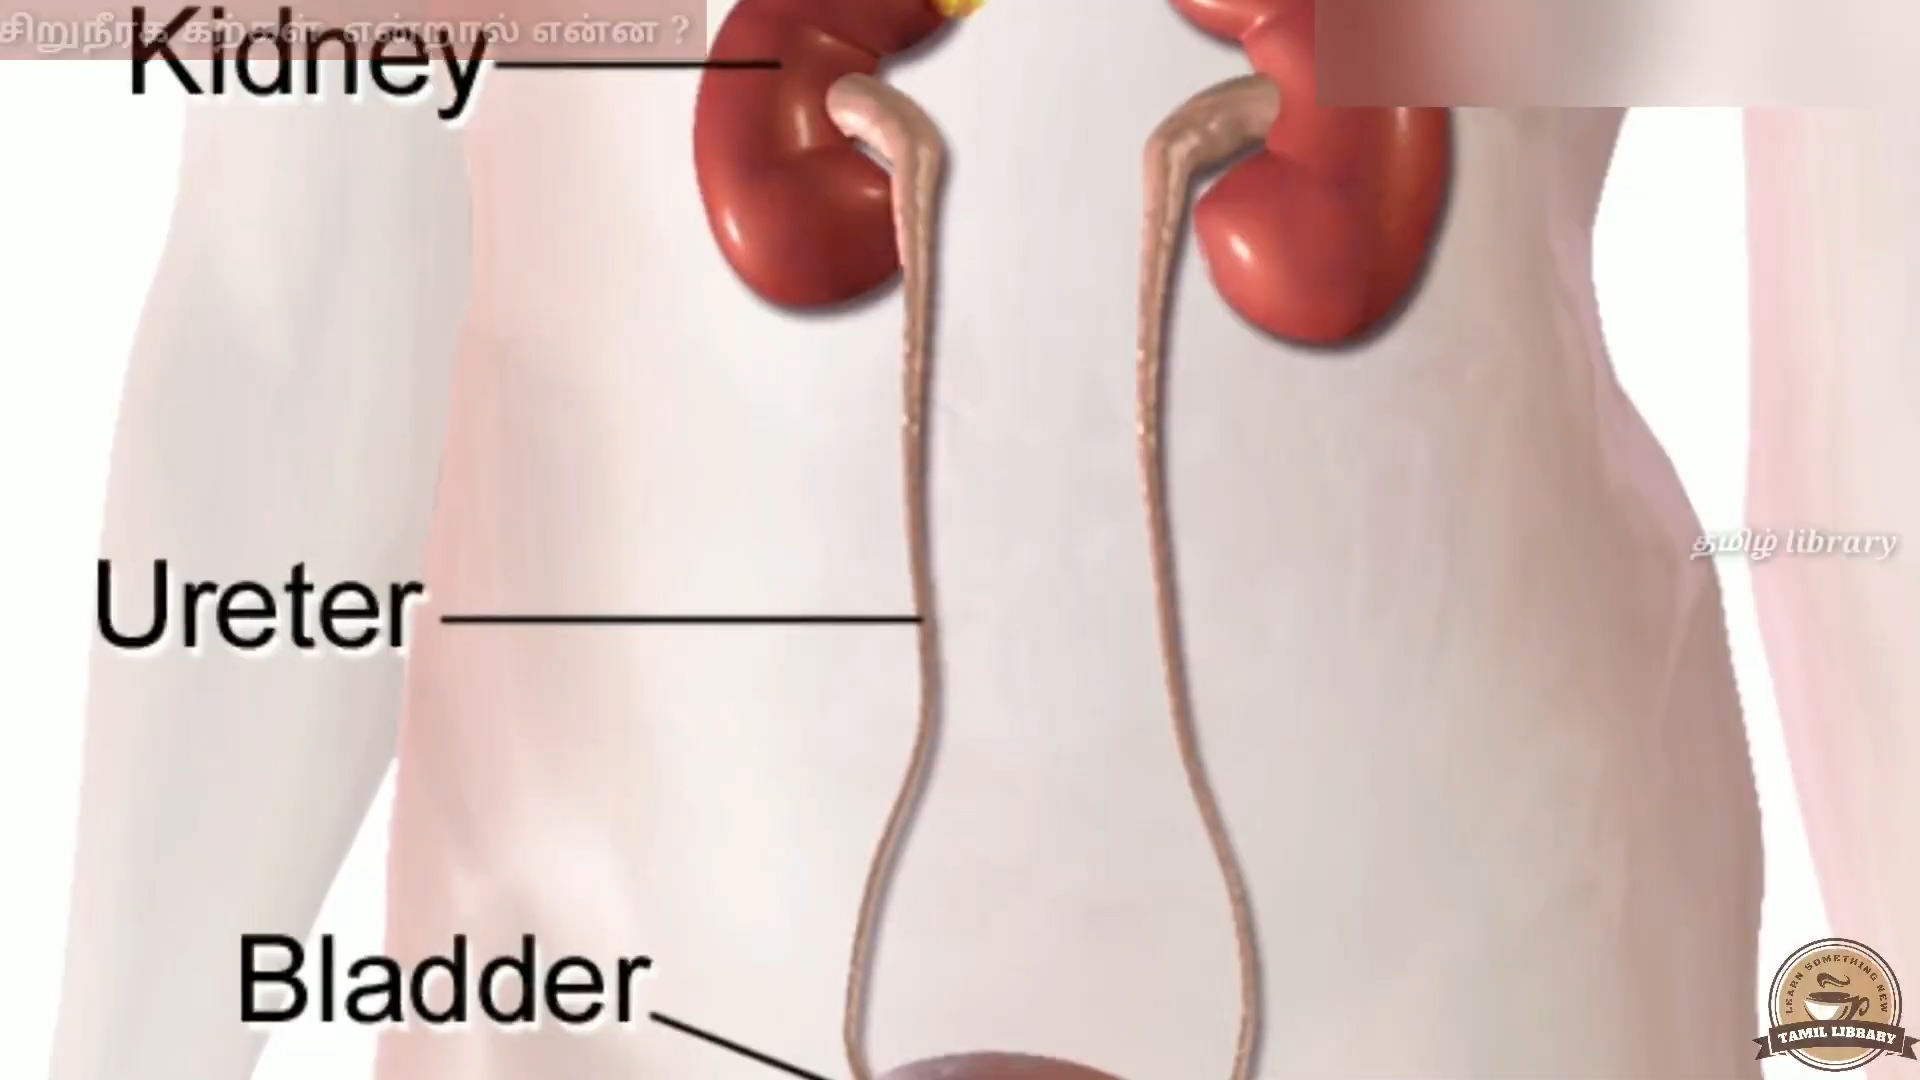 சிறுநீரக கற்கள் என்றால் என்ன ?
Kidney
தமிழ் library
Ureter
Bladder
LEARN SOMETHING NEW
TAMIL LIBRARY